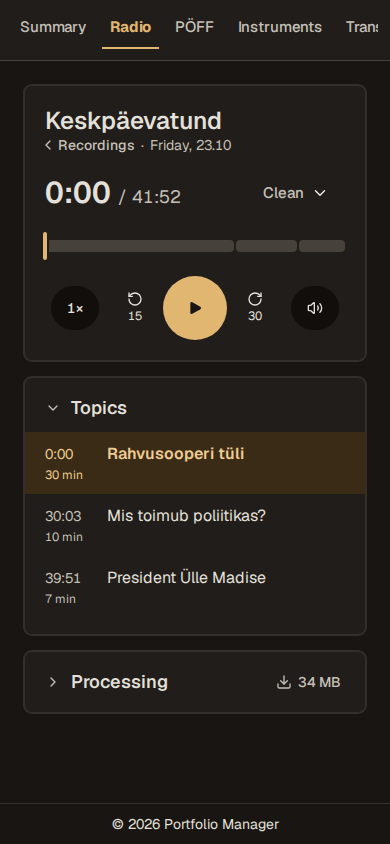 Summary Radio PÖFF Instruments Trans
Keskpäevatund
Recordings · Friday, 23.10
0:00 / 41:52 Clean
1× 15 30
Topics
0:00 Rahvusooperi tüli
30 min
30:03 Mis toimub poliitikas?
10 min
39:51 President Ülle Madise
7 min
Processing 34 MB
© 2026 Portfolio Manager